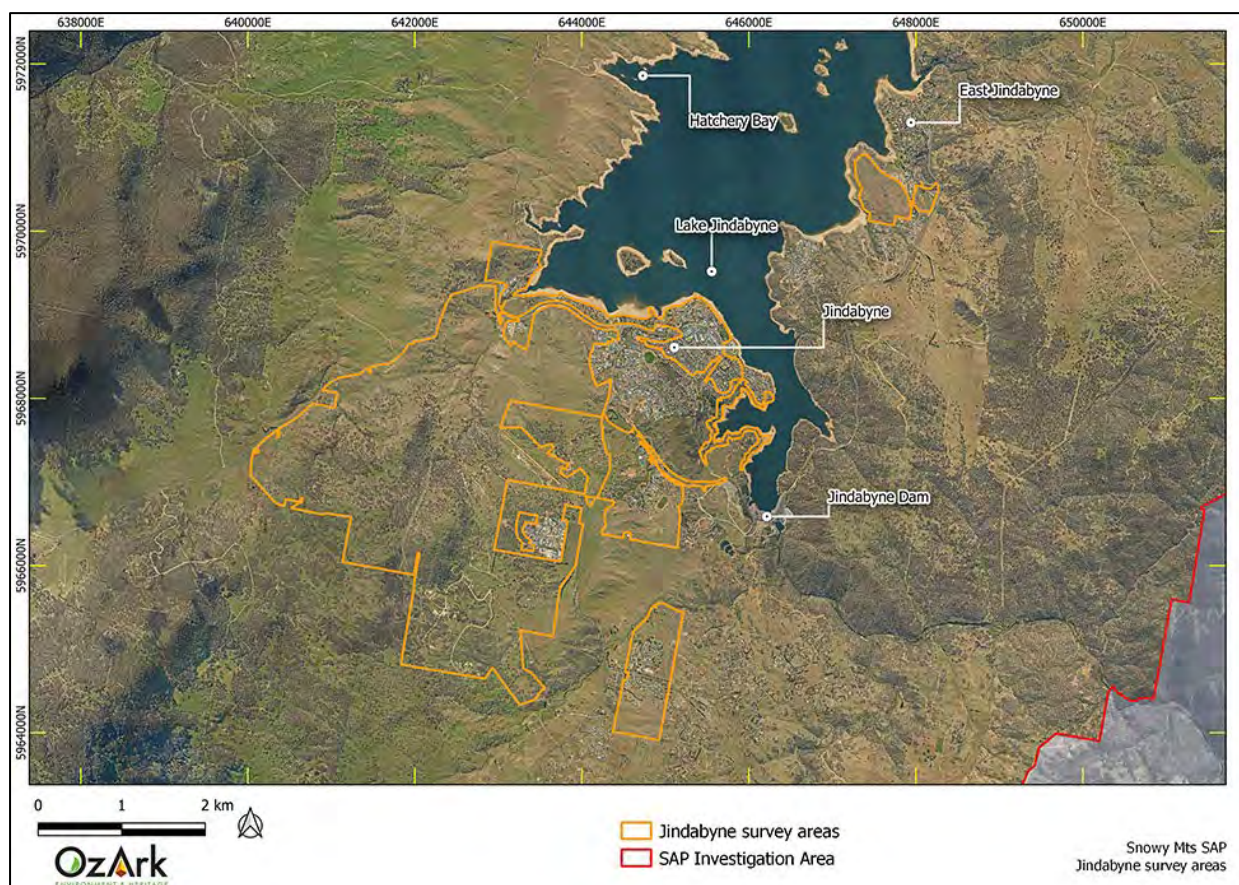 638000E 640000E 642000E 644000E 646000E 648000E 650000E
5972000N
5970000N
5968000N
5966000N
5964000N
Hatchery Bay
East Jindabyne
Lake Jindabyne
Jindabyne
Jindabyne Dam
0 1 2 km
Jindabyne survey areas
SAP Investigation Area
OzArk
ENVIRONMENT & HERITAGE
Snowy Mts SAP
Jindabyne survey areas